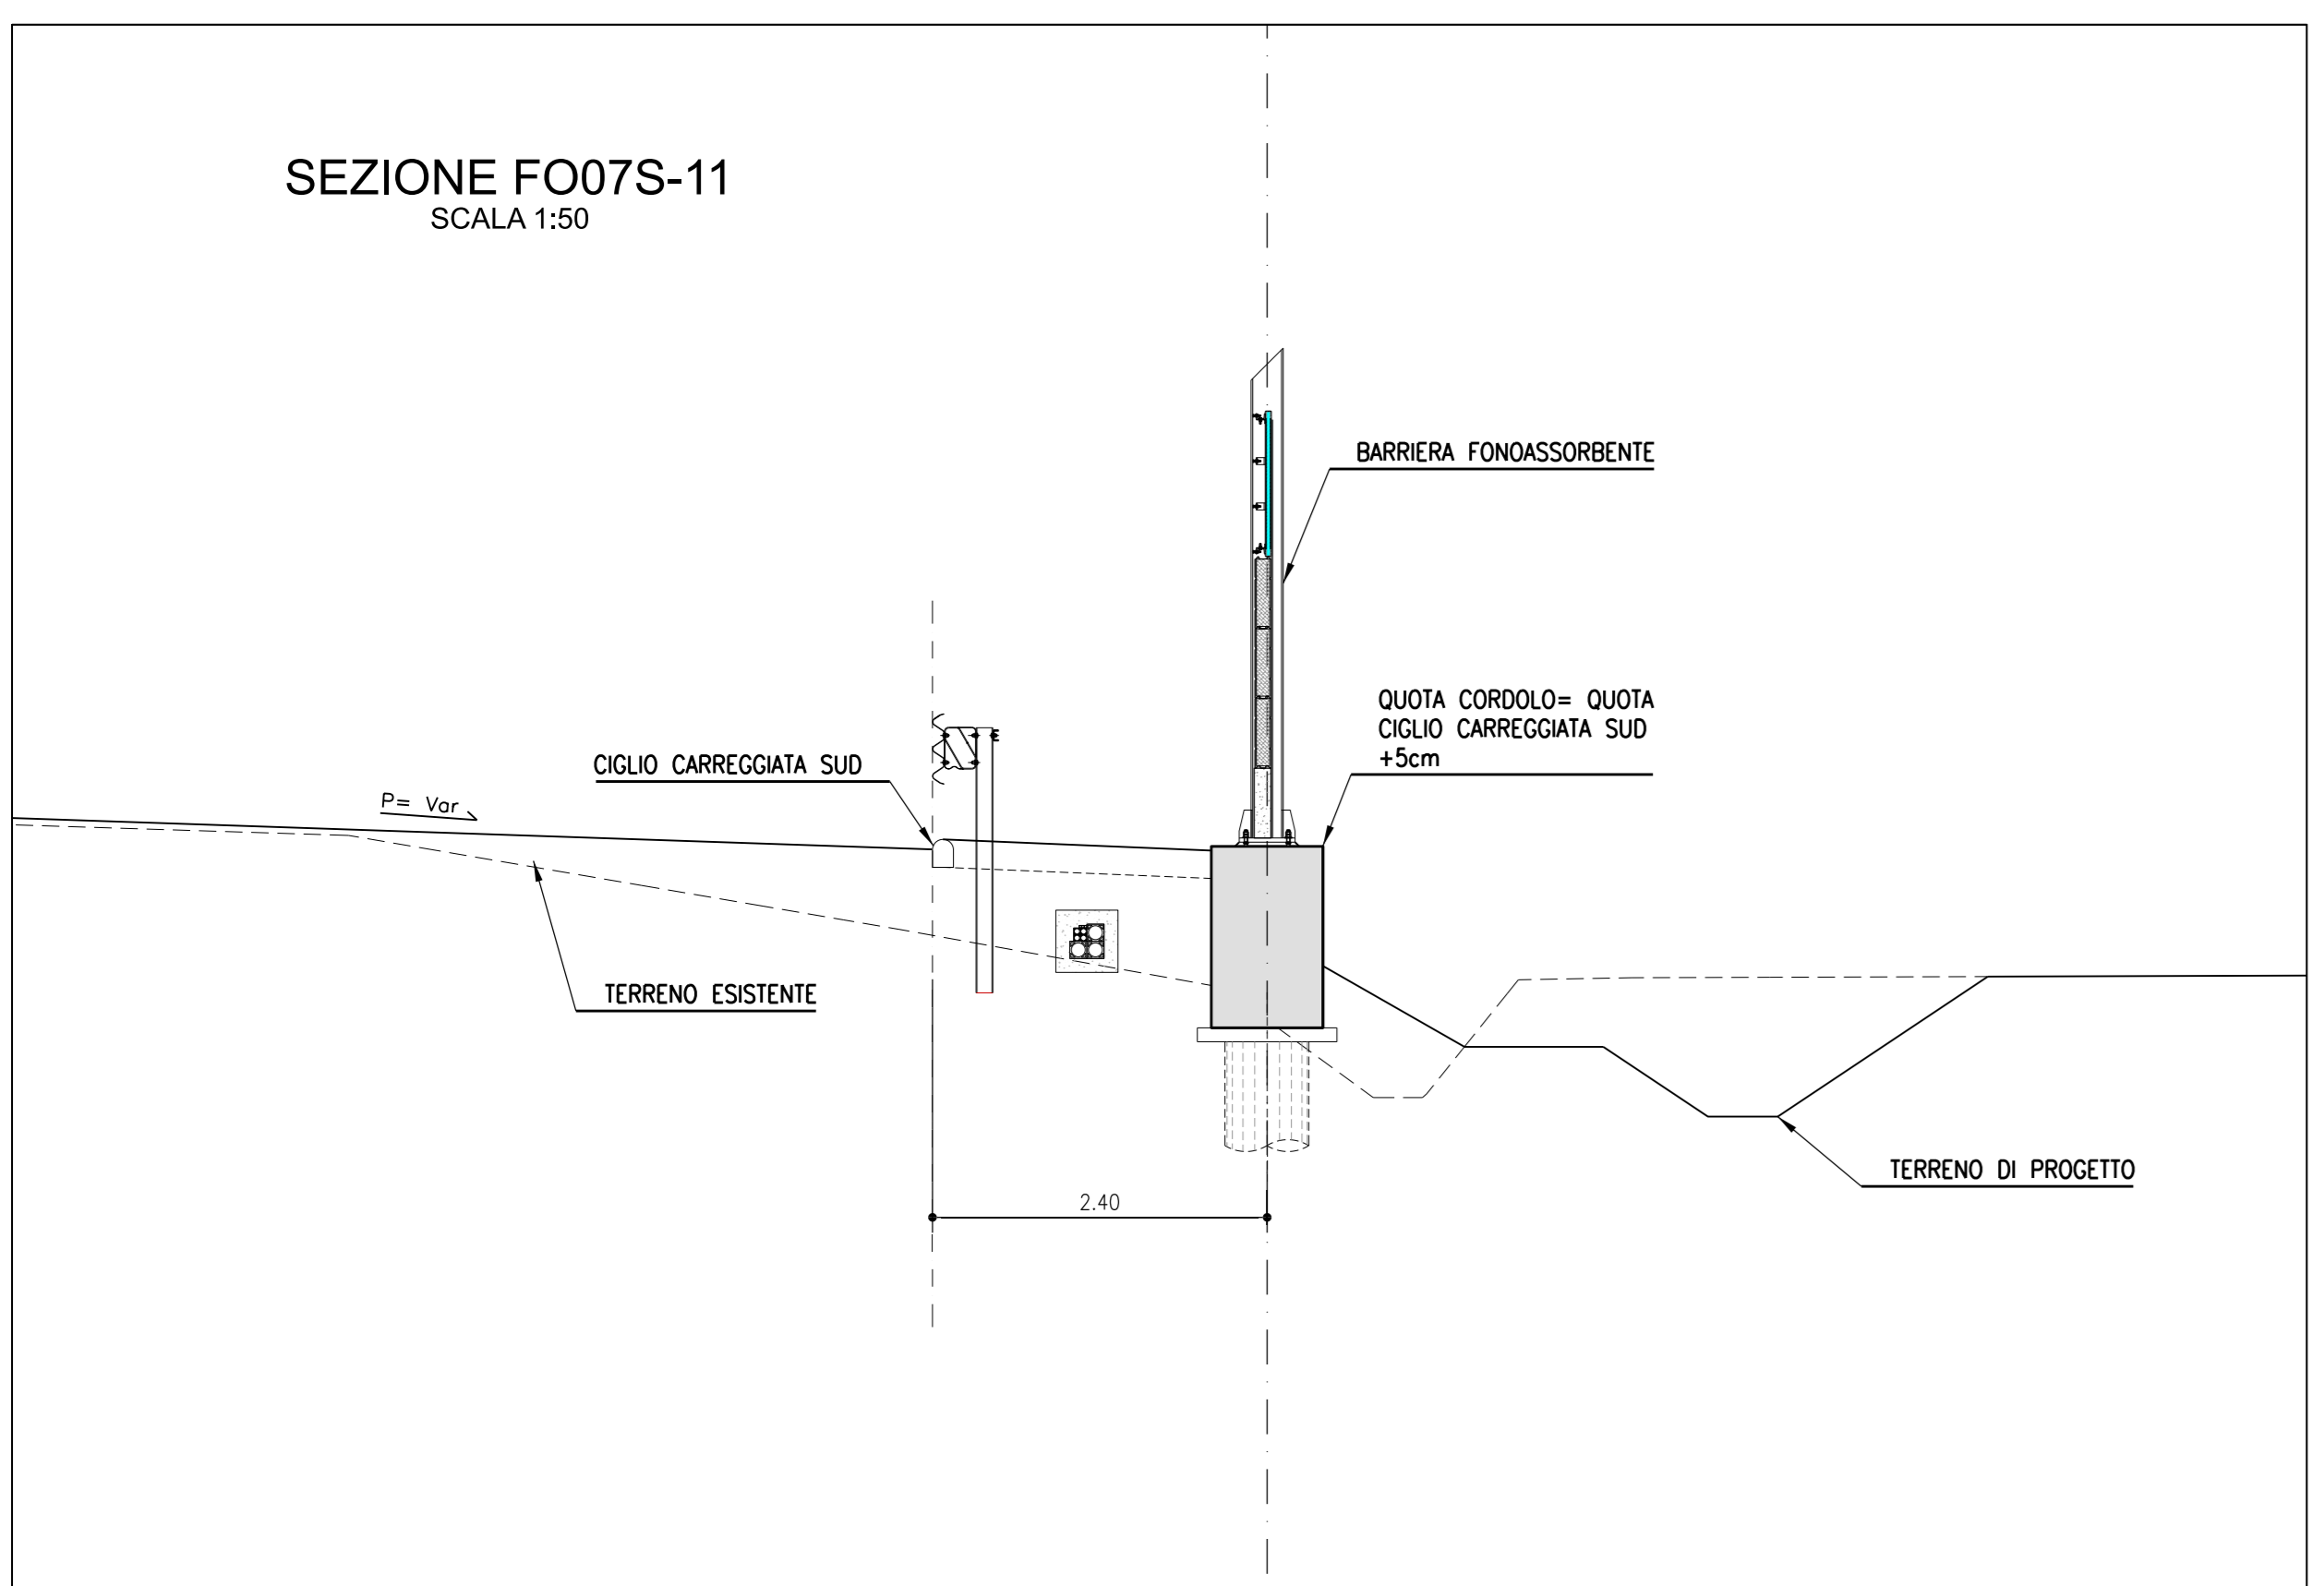 SEZIONE FO07S-11
SCALA 1:50
BARRIERA FONOASSORBENTE
QUOTA CORDOLO= QUOTA
CIGLIO CARREGGIATA SUD
+5cm
CIGLIO CARREGGIATA SUD
P= Var
TERRENO ESISTENTE
TERRENO DI PROGETTO
2.40